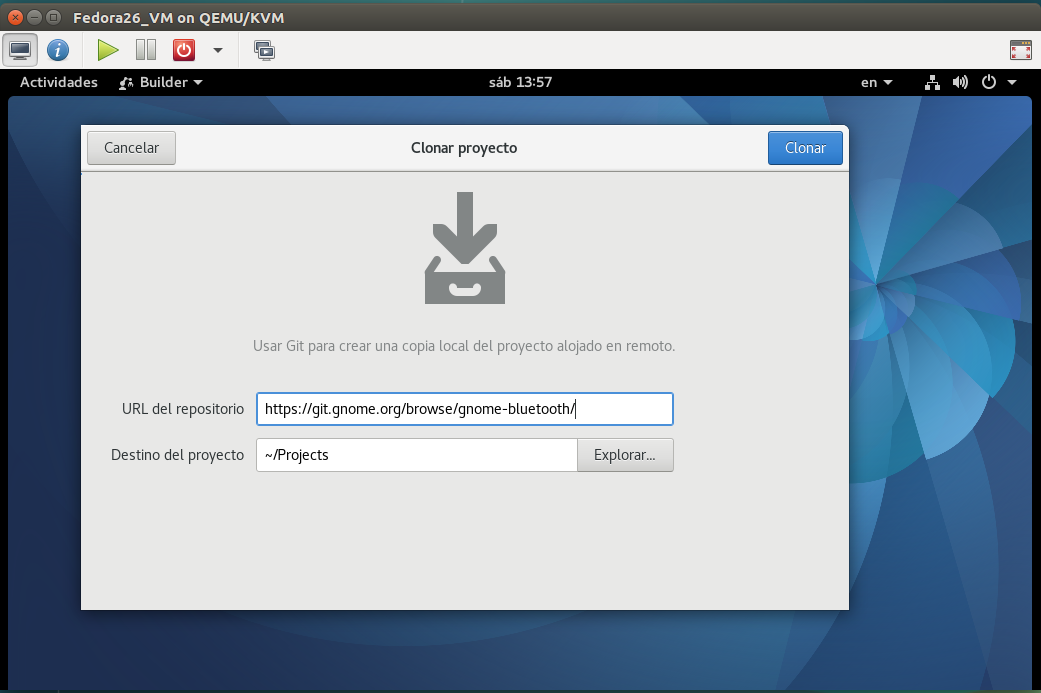 Fedora26_VM on QEMU/KVM
Actividades Builder sáb 13:57 en
Cancelar Clonar proyecto Clonar
Usar Git para crear una copia local del proyecto alojado en remoto.
URL del repositorio https://git.gnome.org/browse/gnome-bluetooth/
Destino del proyecto ~/Projects Explorar...